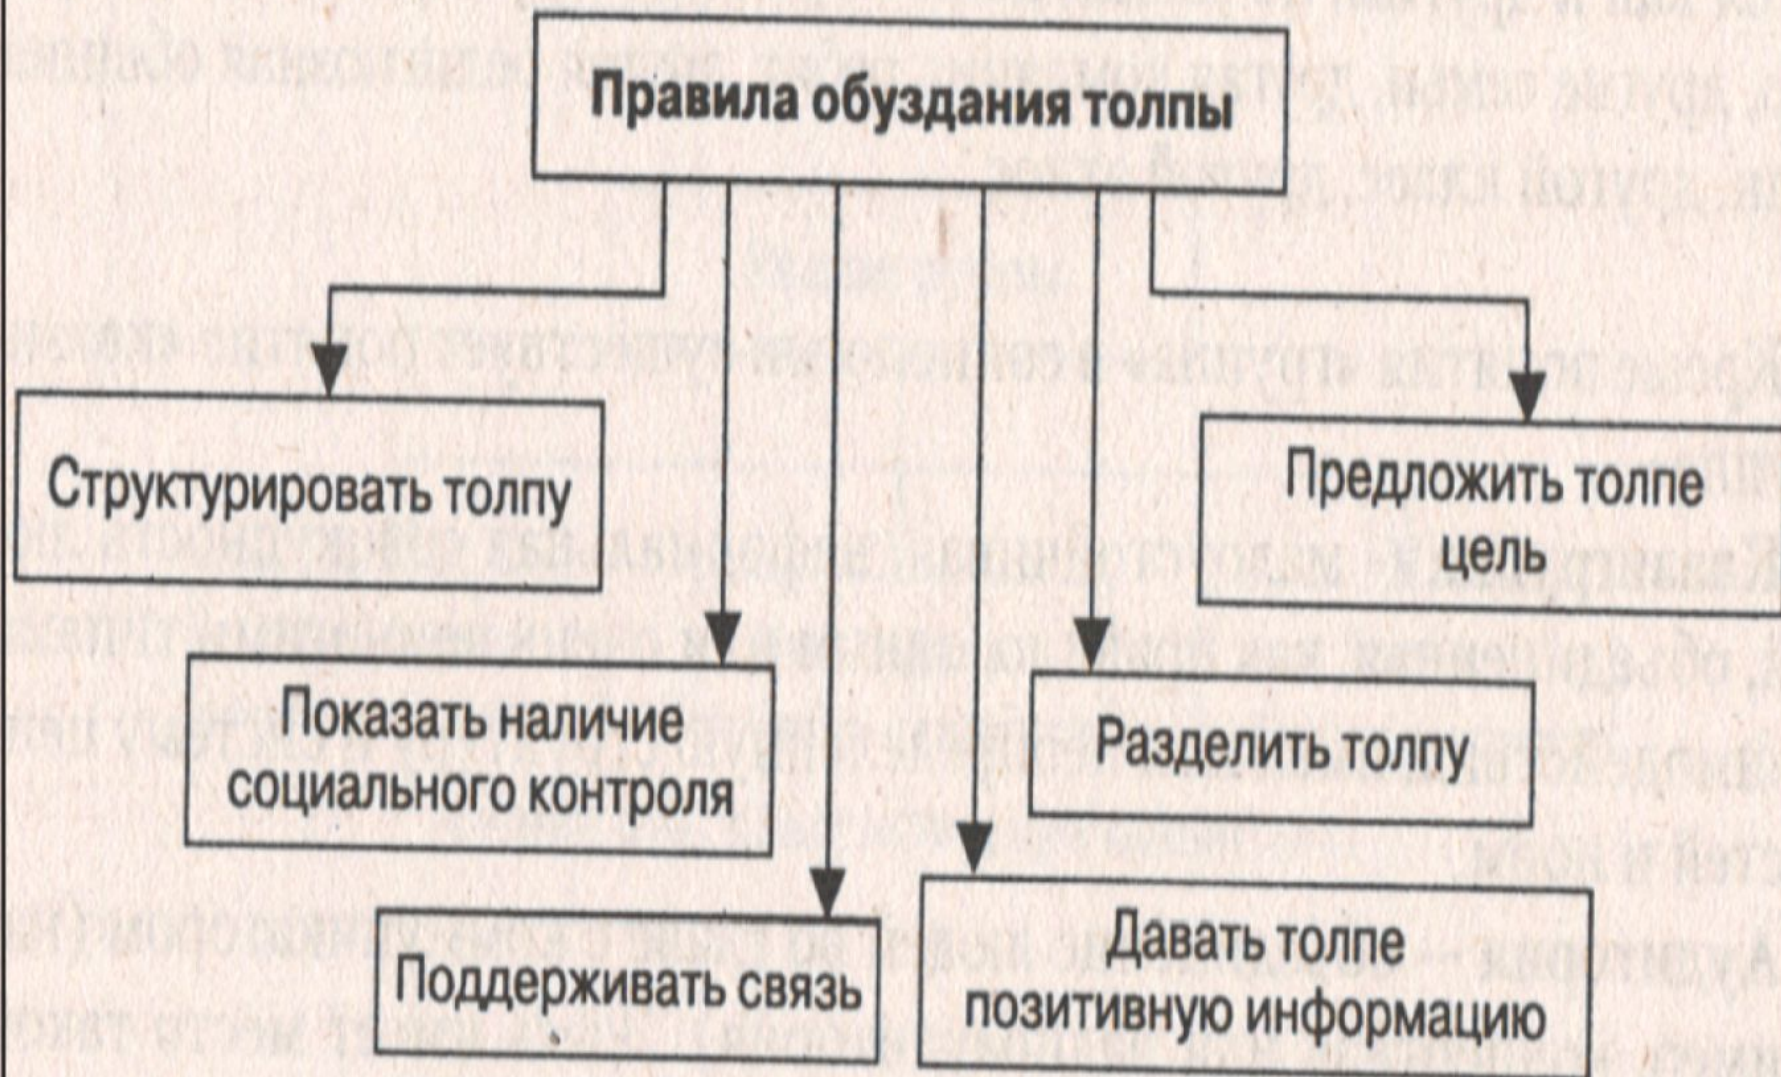 Правила обуздания толпы
Структурировать толпу
Предложить толпе
цель
Показать наличие
социального контроля
Разделить толпу
Поддерживать связь
Давать толпе
позитивную информацию